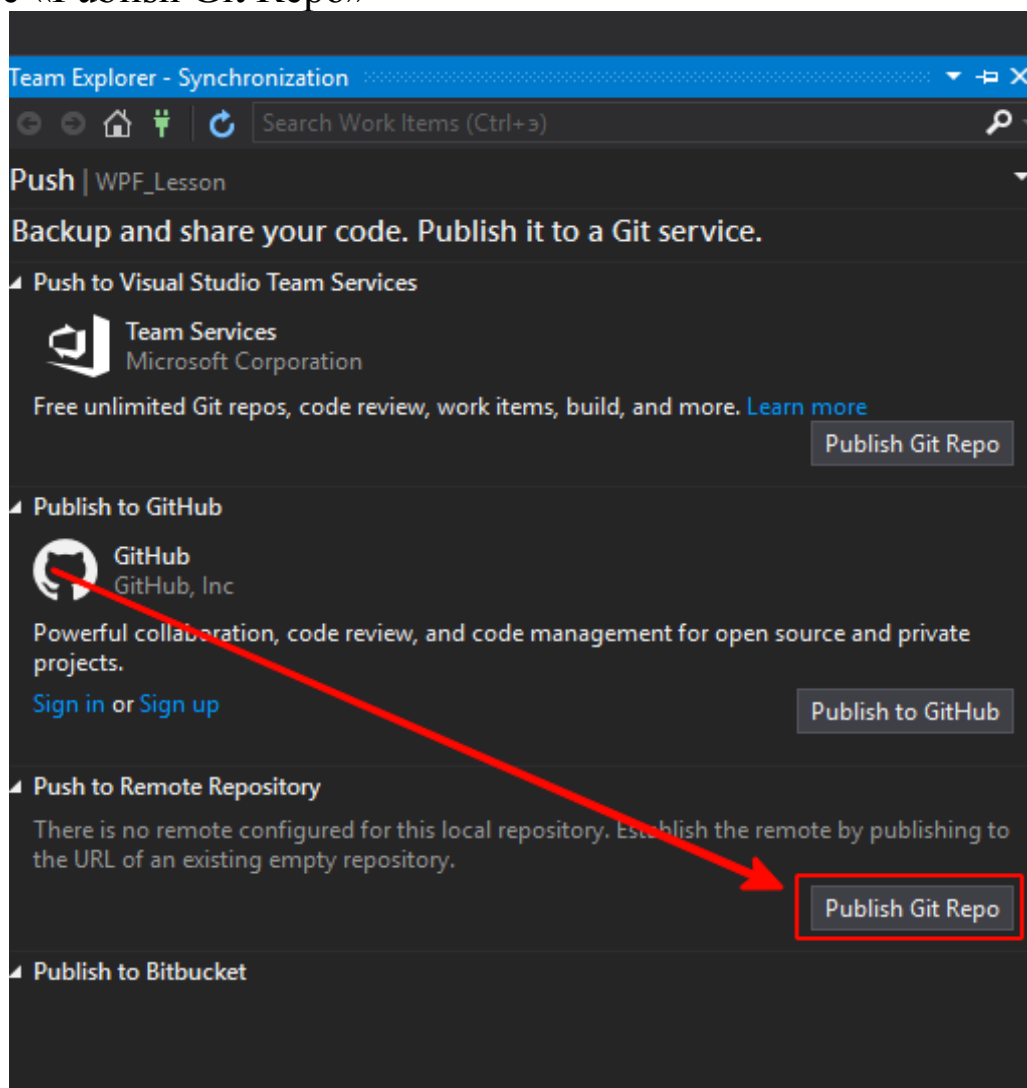 «Publish Git Repo»
Team Explorer - Synchronization
Search Work Items (Ctrl+э)
Push | WPF_Lesson
Backup and share your code. Publish it to a Git service.
Push to Visual Studio Team Services
Team Services
Microsoft Corporation
Free unlimited Git repos, code review, work items, build, and more. Learn more
Publish Git Repo
Publish to GitHub
GitHub
GitHub, Inc
Powerful collaboration, code review, and code management for open source and private
projects.
Sign in or Sign up
Publish to GitHub
Push to Remote Repository
There is no remote configured for this local repository. Establish the remote by publishing to
the URL of an existing empty repository.
Publish Git Repo
Publish to Bitbucket